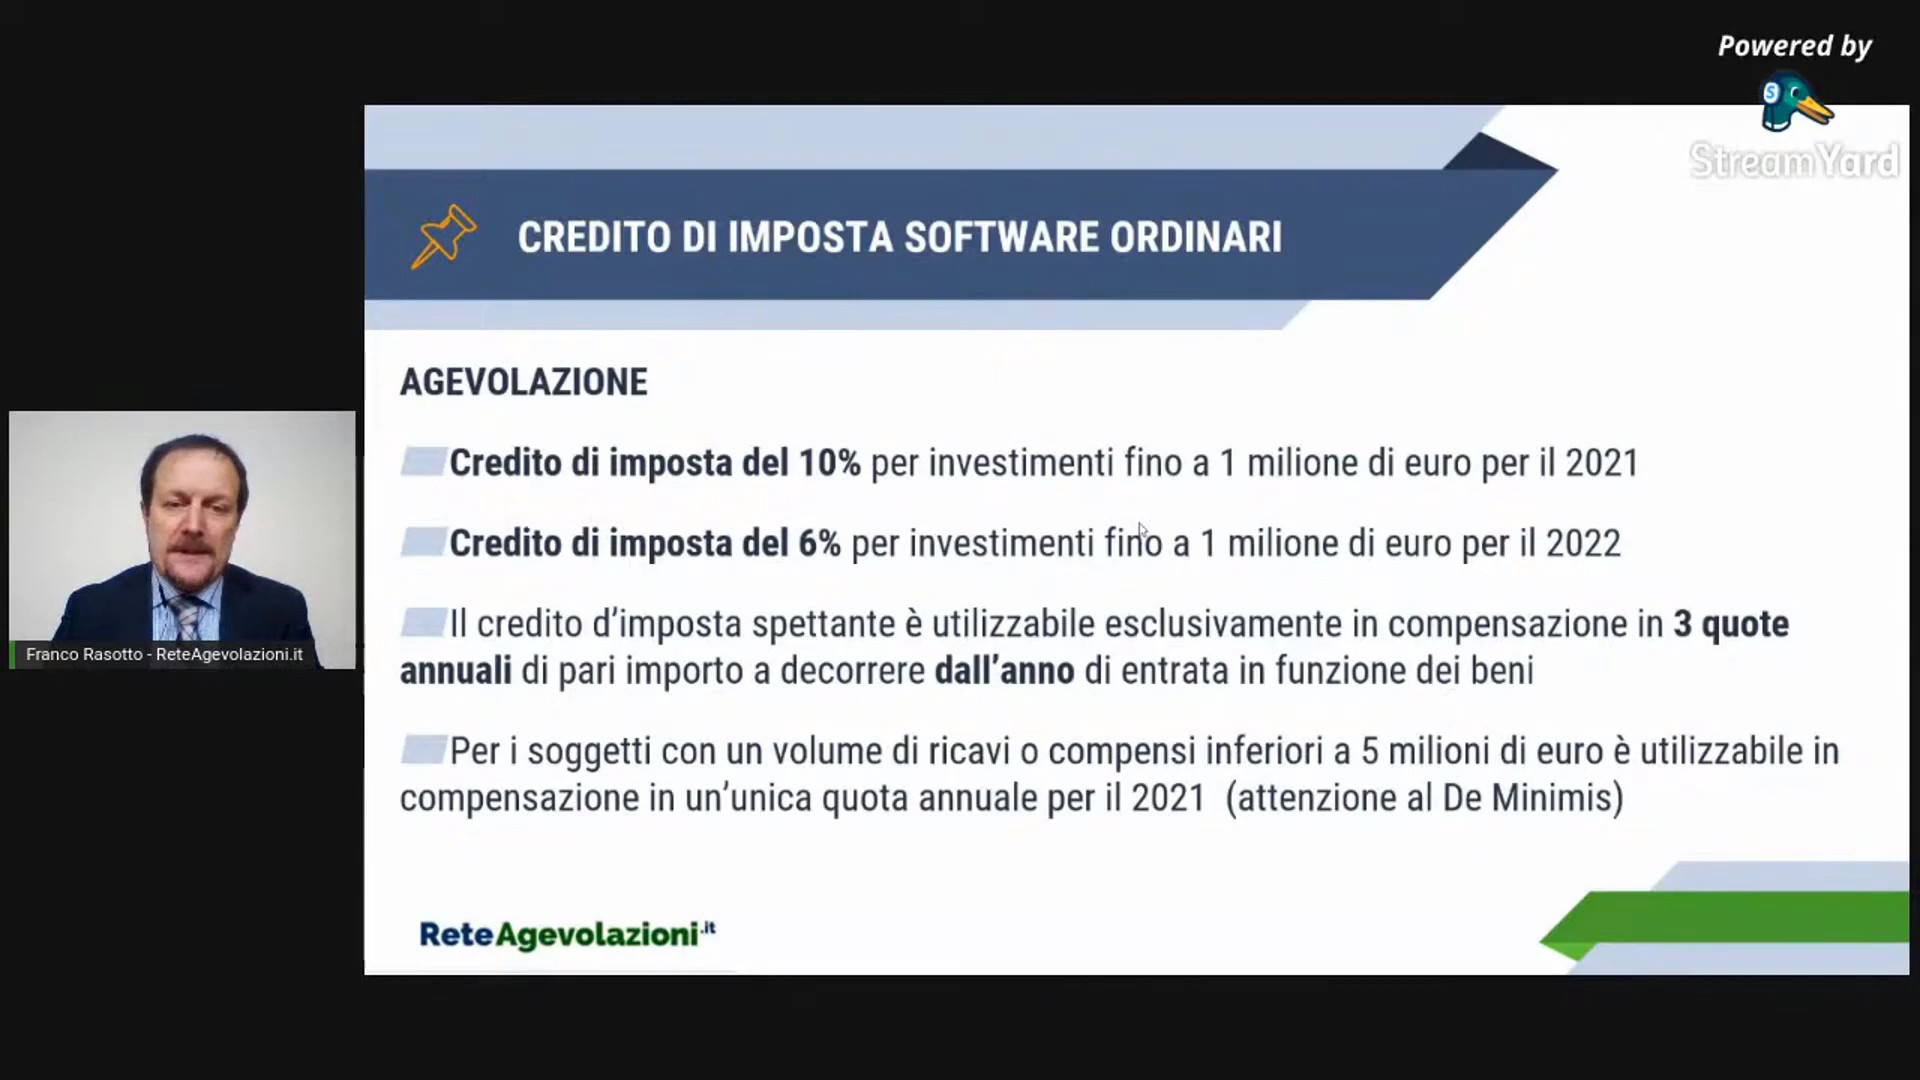 Powered by
StreamYard
CREDITO DI IMPOSTA SOFTWARE ORDINARI
AGEVOLAZIONE
Credito di imposta del 10% per investimenti fino a 1 milione di euro per il 2021
Credito di imposta del 6% per investimenti fino a 1 milione di euro per il 2022
Il credito d’imposta spettante è utilizzabile esclusivamente in compensazione in 3 quote
annuali di pari importo a decorrere dall’anno di entrata in funzione dei beni
Per i soggetti con un volume di ricavi o compensi inferiori a 5 milioni di euro è utilizzabile in
compensazione in un’unica quota annuale per il 2021 (attenzione al De Minimis)
Franco Rasotto - ReteAgevolazioni.it
ReteAgevolazioni.it